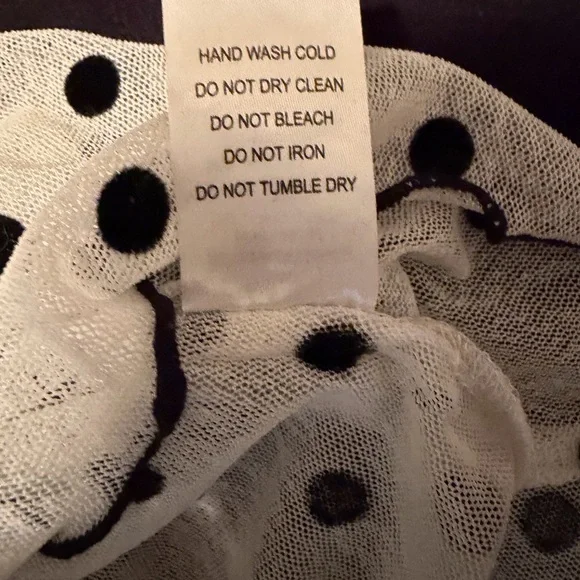 HAND WASH COLD
DO NOT DRY CLEAN
DO NOT BLEACH
DO NOT IRON
DO NOT TUMBLE DRY